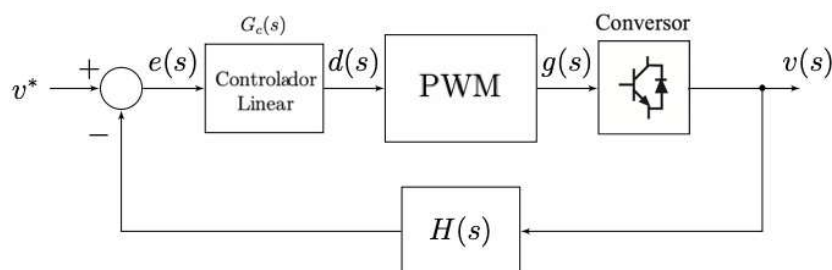 G_c(s)
Conversor
+
e(s)
d(s)
g(s)
v(s)
v*
Controlador
Linear
PWM
−
H(s)